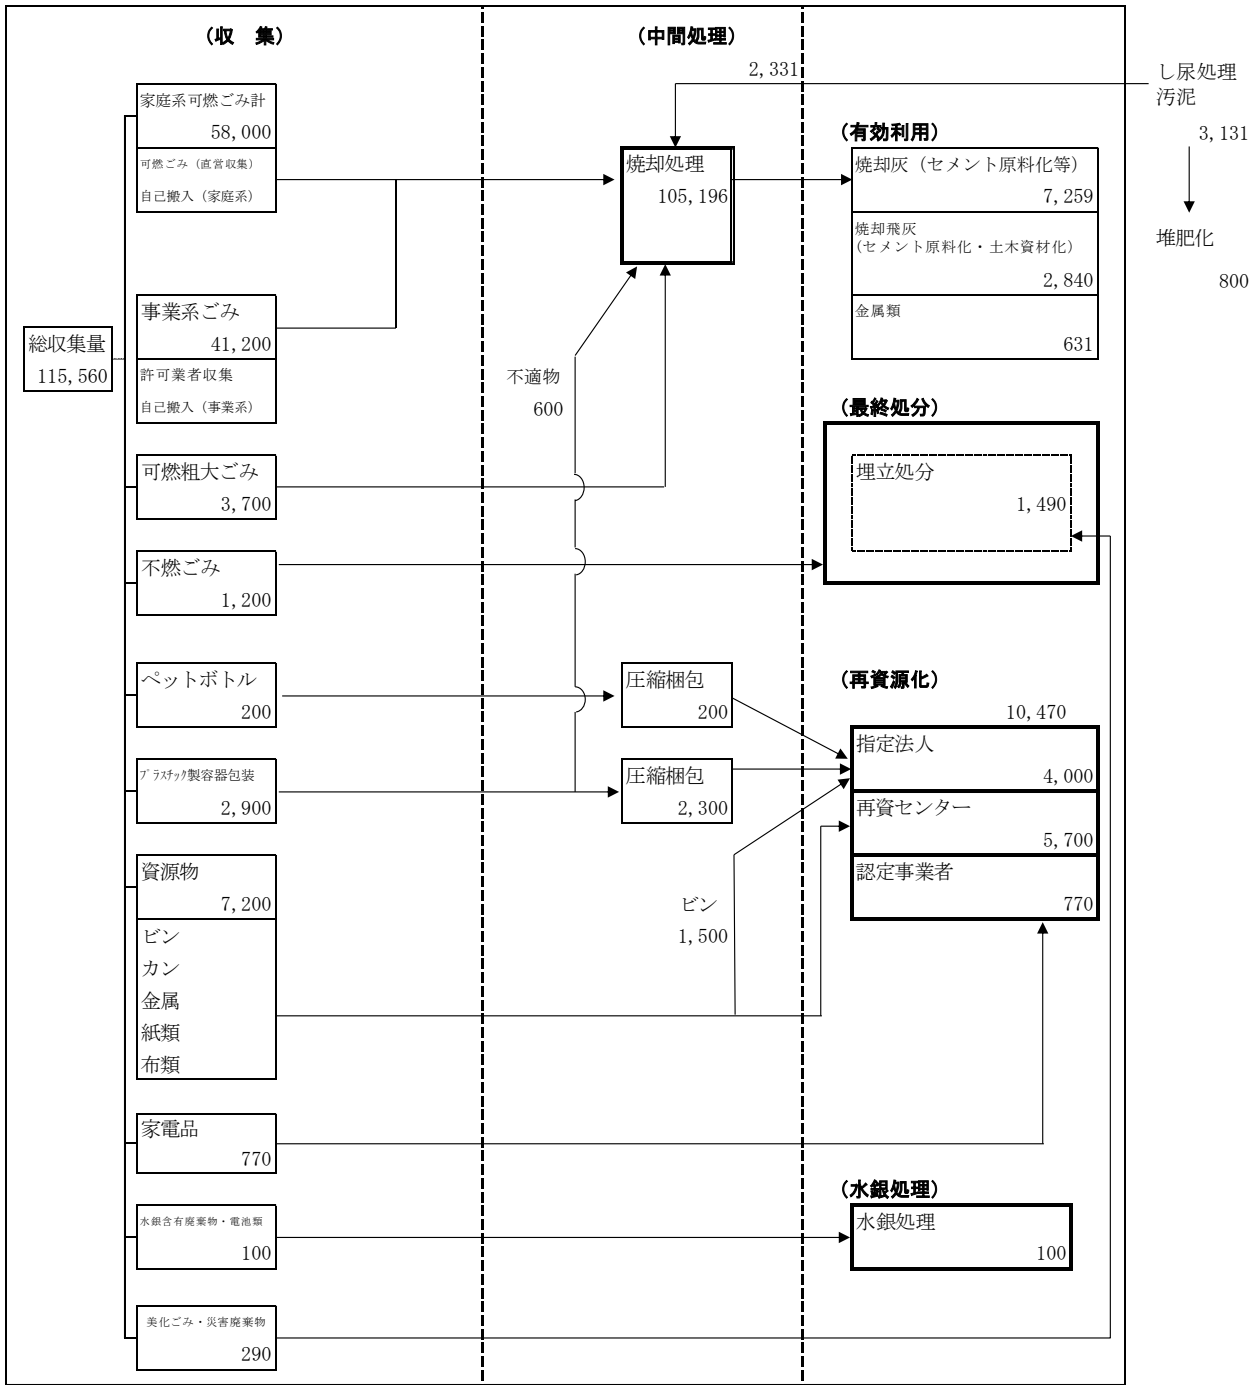 （収　集）
（中間処理）
2,331
し尿処理
汚泥
3,131
堆肥化
800
総収集量
115,560
家庭系可燃ごみ計
58,000
可燃ごみ（直営収集）
自己搬入（家庭系）
事業系ごみ
41,200
許可業者収集
自己搬入（事業系）
可燃粗大ごみ
3,700
不燃ごみ
1,200
ペットボトル
200
プラスチック製容器包装
2,900
資源物
7,200
ビン
カン
金属
紙類
布類
家電品
770
水銀含有廃棄物・電池類
100
美化ごみ・災害廃棄物
290
焼却処理
105,196
不適物
600
圧縮梱包
200
圧縮梱包
2,300
ビン
1,500
（有効利用）
焼却灰（セメント原料化等）
7,259
焼却飛灰
（セメント原料化・土木資材化）
2,840
金属類
631
（最終処分）
埋立処分
1,490
（再資源化）
10,470
指定法人
4,000
再資センター
5,700
認定事業者
770
（水銀処理）
水銀処理
100